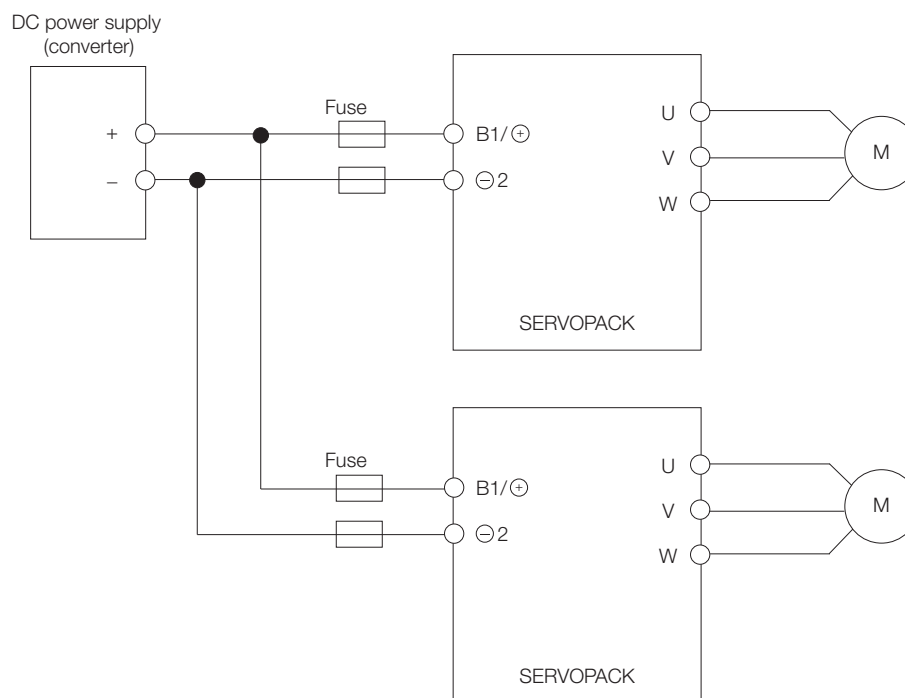 DC power supply
(converter)
Fuse
+
B1/⊕
U
M
V
−
⊖2
W
SERVOPACK
Fuse
B1/⊕
U
M
V
⊖2
W
SERVOPACK